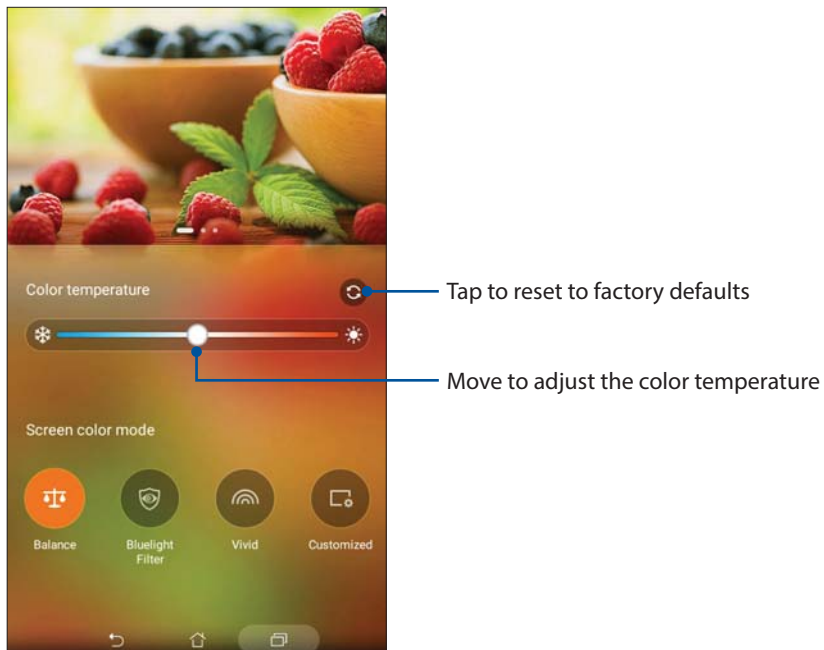 Color temperature
Tap to reset to factory defaults
Move to adjust the color temperature
Screen color mode
Balance
Bluelight
Filter
Vivid
Customized